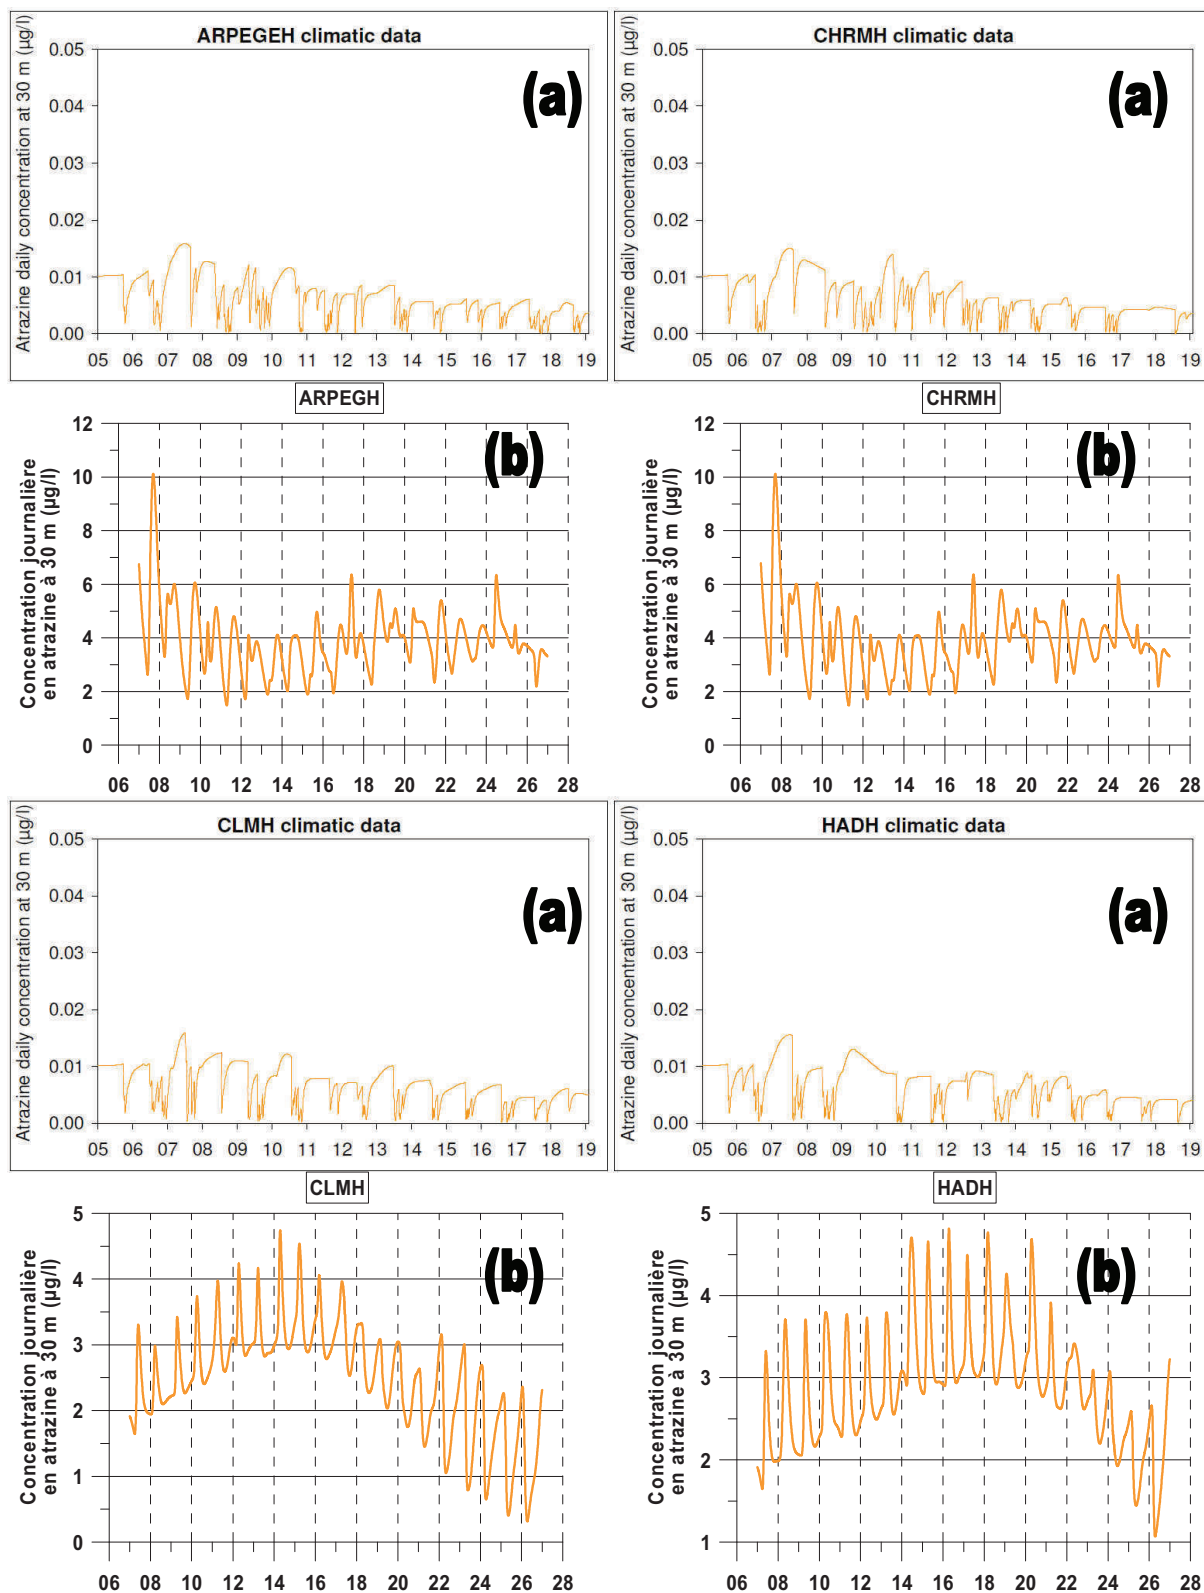 ARPEGEH climatic data
Atrazine daily concentration at 30 m (µg/l)
0.05
0.04
0.03
0.02
0.01
0.00
05 06 07 08 09 10 11 12 13 14 15 16 17 18 19
(a)
CHRMH climatic data
Atrazine daily concentration at 30 m (µg/l)
0.05
0.04
0.03
0.02
0.01
0.00
05 06 07 08 09 10 11 12 13 14 15 16 17 18 19
(a)
ARPEGH
Concentration journalière
en atrazine à 30 m (µg/l)
12
10
8
6
4
2
0
06 08 10 12 14 16 18 20 22 24 26 28
(b)
CHRMH
Concentration journalière
en atrazine à 30 m (µg/l)
12
10
8
6
4
2
0
06 08 10 12 14 16 18 20 22 24 26 28
(b)
CLMH climatic data
Atrazine daily concentration at 30 m (µg/l)
0.05
0.04
0.03
0.02
0.01
0.00
05 06 07 08 09 10 11 12 13 14 15 16 17 18 19
(a)
HADH climatic data
Atrazine daily concentration at 30 m (µg/l)
0.05
0.04
0.03
0.02
0.01
0.00
05 06 07 08 09 10 11 12 13 14 15 16 17 18 19
(a)
CLMH
Concentration journalière
en atrazine à 30 m (µg/l)
5
4
3
2
1
0
06 08 10 12 14 16 18 20 22 24 26 28
(b)
HADH
Concentration journalière
en atrazine à 30 m (µg/l)
5
4
3
2
1
06 08 10 12 14 16 18 20 22 24 26 28
(b)